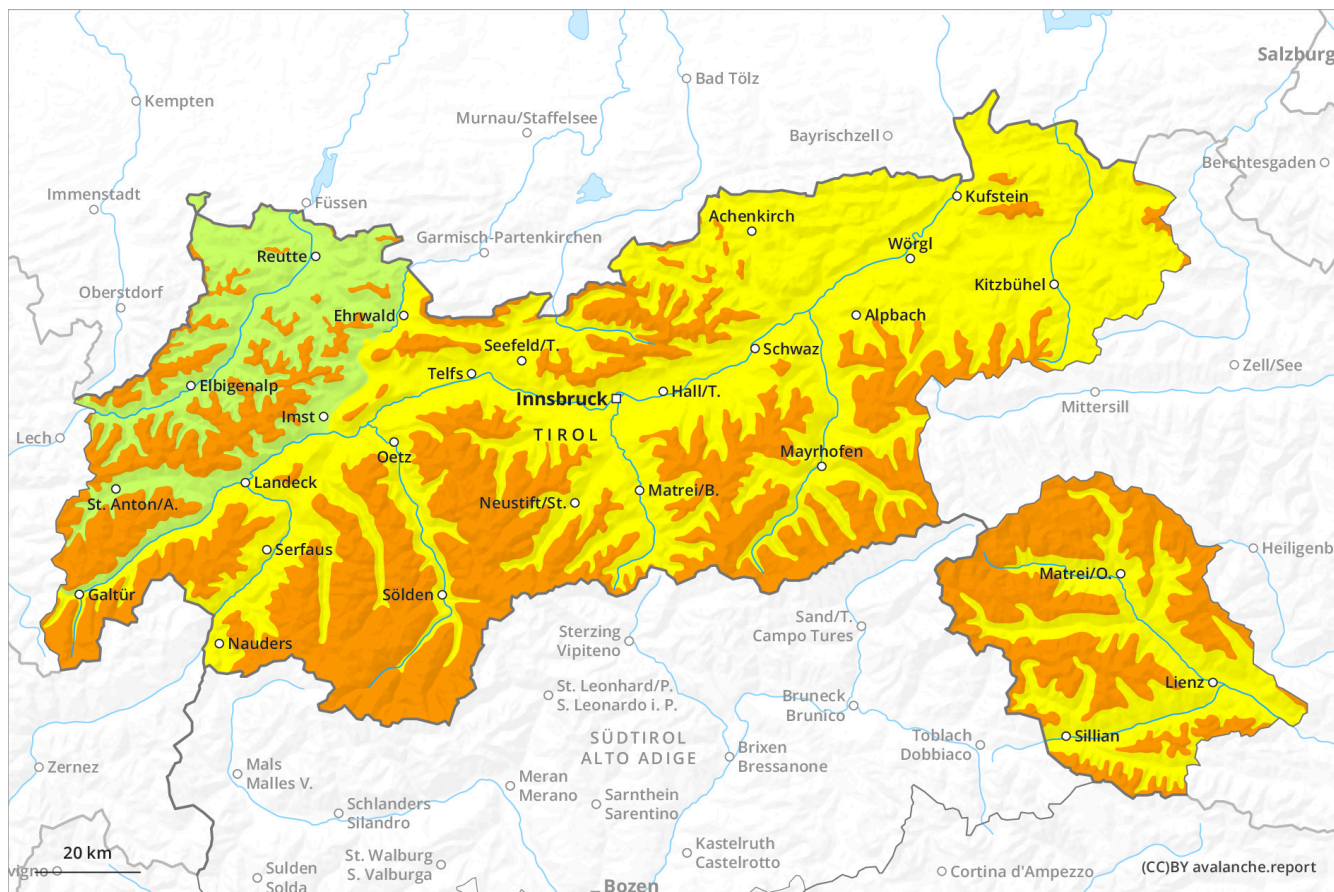 Salzburg
Bad Tölz
Kempten
Murnau/Staffelsee
Bayrischzell
Berchtesgaden
Immenstadt
Füssen
Kufstein
Achenkirch
Garmisch-Partenkirchen
Wörgl
Reutte
Kitzbühel
Oberstdorf
Ehrwald
Alpbach
Seefeld/T.
Schwaz
Zell/See
Telfs
Elbigenalp
Hall/T.
Innsbruck
Mittersill
Imst
Lech
TIROL
Oetz
Mayrhofen
Landeck
Matrei/B.
St. Anton/A.
Neustift/St.
Serfaus
Heiligenb
Matrei/O.
Galtür
Sölden
Sand/T.
Campo Tures
Sterzing
Vipiteno
Nauders
Lienz
St. Leonhard/P.
S. Leonardo i. P.
Bruneck
Brunico
Sillian
Toblach
Dobbiaco
SÜDTIROL
ALTO ADIGE
Brixen
Bressanone
Zernez
Mals
Malles V.
Meran
Merano
Sarnthein
Sarentino
Schlanders
Silandro
Kastelruth
Castelrotto
20 km
St. Walburg
S. Valburga
vigno
Sulden
Solda
Cortina d'Ampezzo
(CC)BY avalanche.report
Bozen